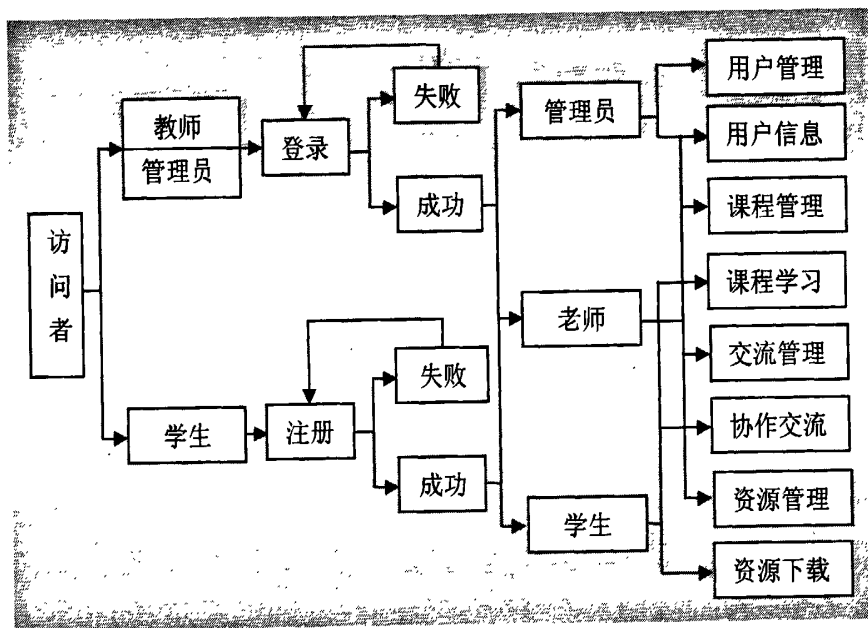 访问者
教师
管理员
登录
失败
成功
学生
注册
失败
成功
管理员
老师
学生
用户管理
用户信息
课程管理
课程学习
交流管理
协作交流
资源管理
资源下载